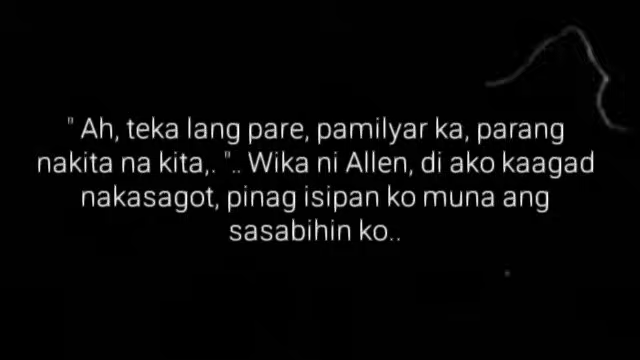 " Ah, teka lang pare, pamilyar ka, parang
nakita na kita,. ".. Wika ni Allen, di ako kaagad
nakasagot, pinag isipan ko muna ang
sasabihin ko..